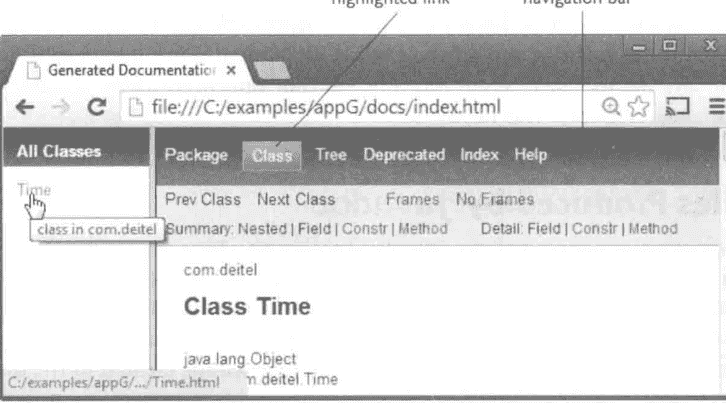 highlighted link navigation bar
Generated Documentation ×
file:///C:/examples/appG/docs/index.html
All Classes
Package Class Tree Deprecated Index Help
Time
Prev Class Next Class Frames No Frames
class in com.deitel
Summary: Nested | Field | Constr | Method Detail: Field | Constr | Method
com.deitel
Class Time
java.lang.Object
C:/examples/appG/.../Time.html m.deitel.Time